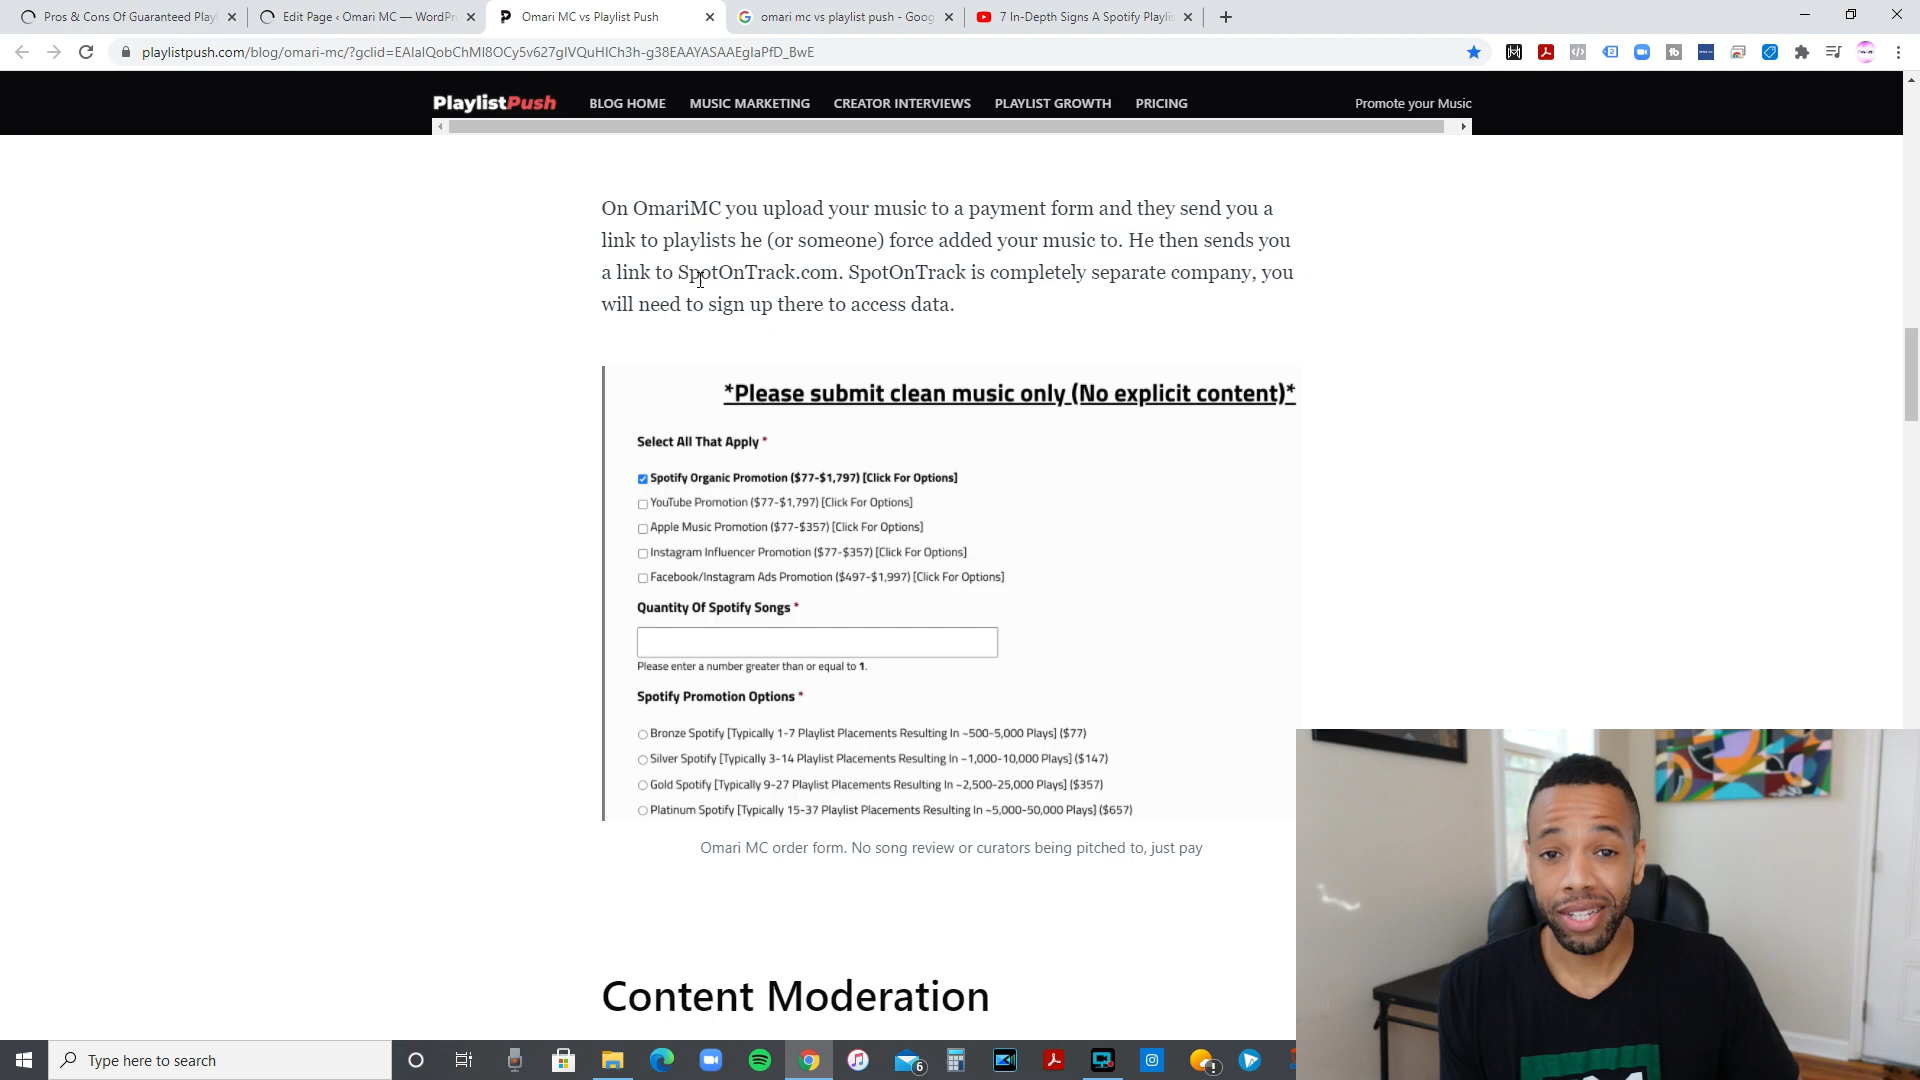 Pros & Cons Of Guaranteed Play
Edit Page ‹ Omari MC — WordPr
Omari MC vs Playlist Push
omari mc vs playlist push - Goog
7 In-Depth Signs A Spotify Playlis
playlistpush.com/blog/omari-mc/?gclid=EAIaIQobChMI8OCy5v627gIVQuHICh3h-g38EAAYASAAEgIaPfD_BwE
PlaylistPush
BLOG HOME
MUSIC MARKETING
CREATOR INTERVIEWS
PLAYLIST GROWTH
PRICING
Promote your Music
On OmariMC you upload your music to a payment form and they send you a
link to playlists he (or someone) force added your music to. He then sends you
a link to SpotOnTrack.com. SpotOnTrack is completely separate company, you
will need to sign up there to access data.
*Please submit clean music only (No explicit content)*
Select All That Apply *
Spotify Organic Promotion ($77-$1,797) [Click For Options]
YouTube Promotion ($77-$1,797) [Click For Options]
Apple Music Promotion ($77-$357) [Click For Options]
Instagram Influencer Promotion ($77-$357) [Click For Options]
Facebook/Instagram Ads Promotion ($497-$1,997) [Click For Options]
Quantity Of Spotify Songs *
Please enter a number greater than or equal to 1.
Spotify Promotion Options *
Bronze Spotify [Typically 1-7 Playlist Placements Resulting In ~500-5,000 Plays] ($77)
Silver Spotify [Typically 3-14 Playlist Placements Resulting In ~1,000-10,000 Plays] ($147)
Gold Spotify [Typically 9-27 Playlist Placements Resulting In ~2,500-25,000 Plays] ($357)
Platinum Spotify [Typically 15-37 Playlist Placements Resulting In ~5,000-50,000 Plays] ($657)
Omari MC order form. No song review or curators being pitched to, just pay
Content Moderation
Type here to search
6